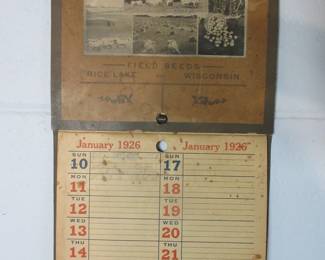 FIELD SEEDS
RICE LAKE WISCONSIN
January 1926 January 1926
SUN SUN
10 17
MON MON
11 18
TUE TUE
12 19
WED WED
13 20
THU THU
14 21